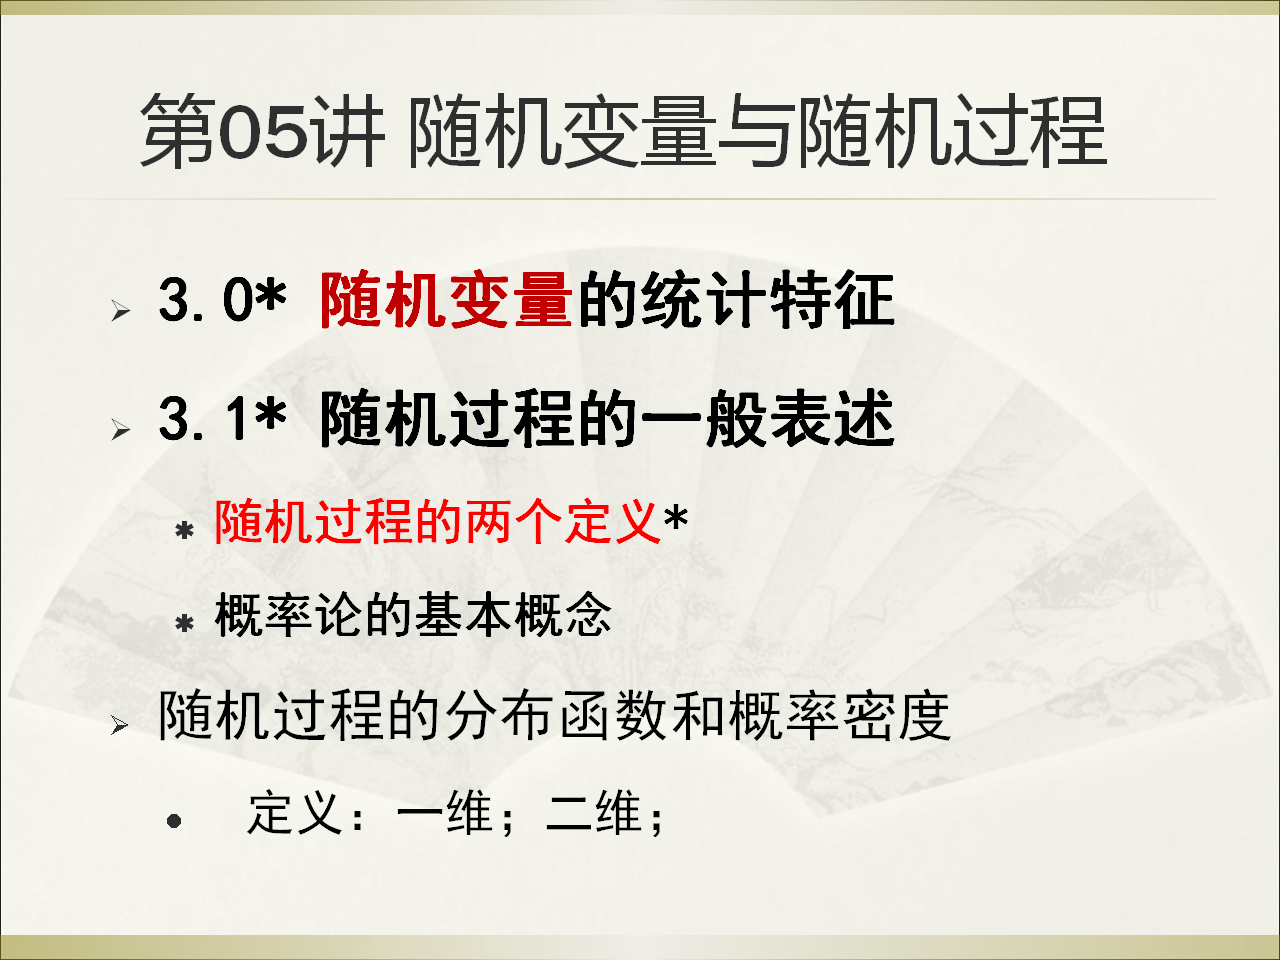 第05讲 随机变量与随机过程
3.0* 随机变量的统计特征
3.1* 随机过程的一般表述
随机过程的两个定义*
概率论的基本概念
随机过程的分布函数和概率密度
定义：一维；二维；